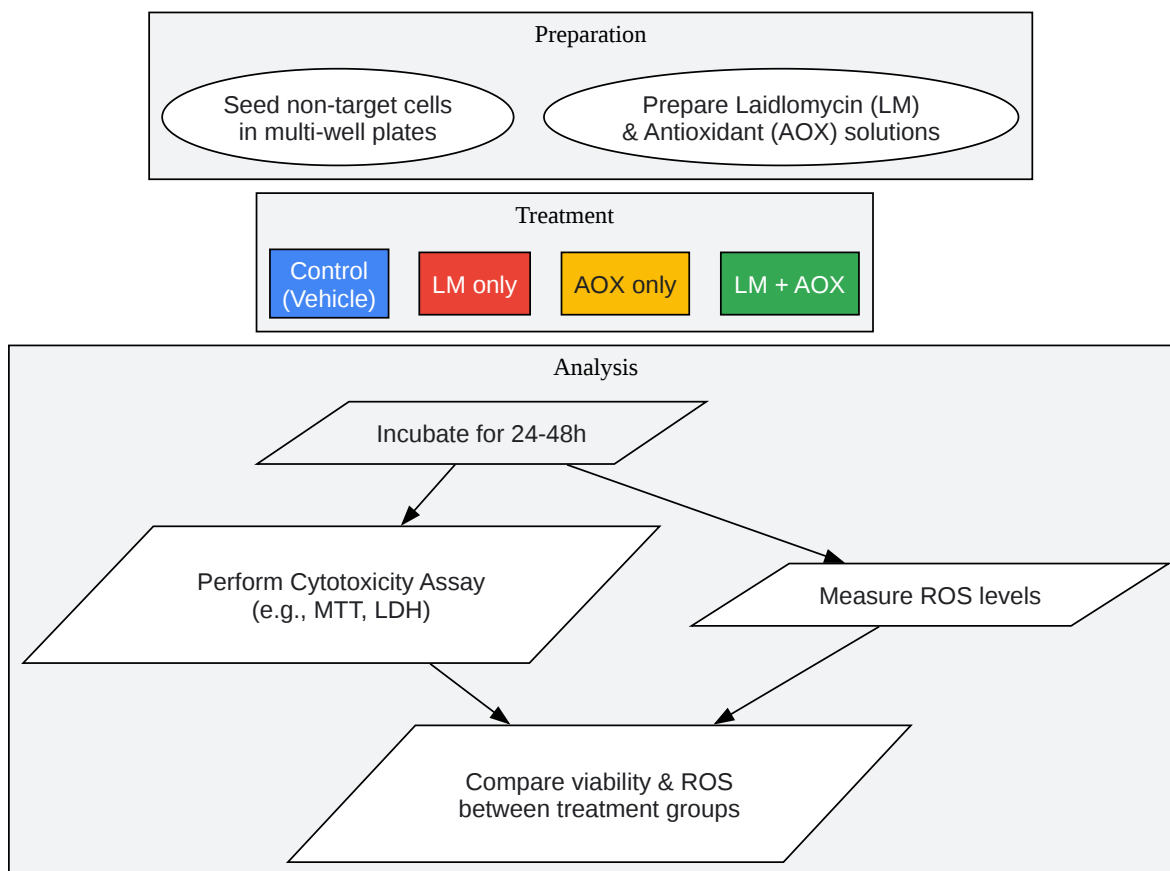 Preparation
Seed non-target cells
in multi-well plates
Prepare Laidlomycin (LM)
& Antioxidant (AOX) solutions
Treatment
Control
(Vehicle)
LM only
AOX only
LM + AOX
Analysis
Incubate for 24-48h
Perform Cytotoxicity Assay
(e.g., MTT, LDH)
Measure ROS levels
Compare viability & ROS
between treatment groups